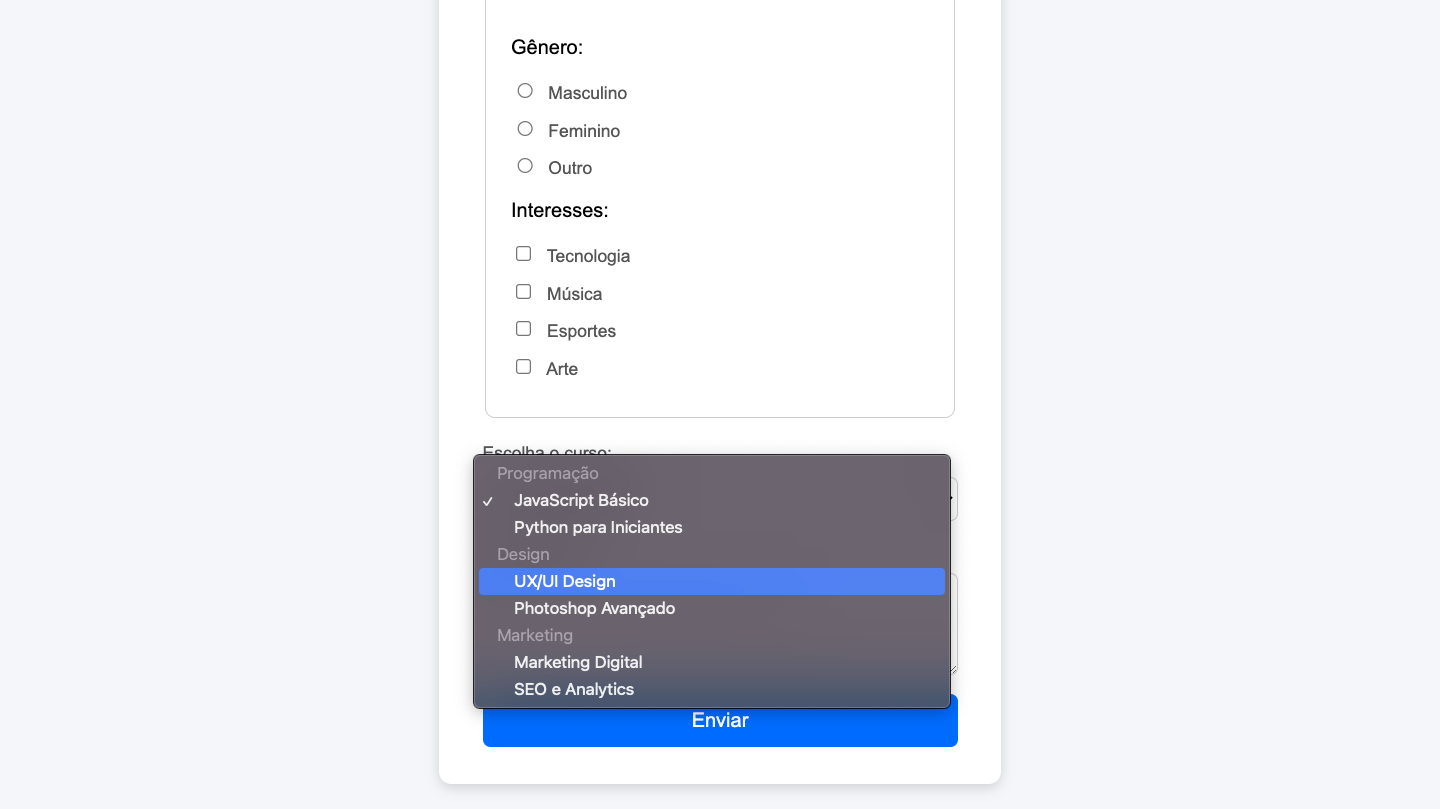 Gênero:
Masculino
Feminino
Outro
Interesses:
Tecnologia
Música
Esportes
Arte
Escolha o curso:
Programação
✓ JavaScript Básico
Python para Iniciantes
Design
UX/UI Design
Photoshop Avançado
Marketing
Marketing Digital
SEO e Analytics
Enviar